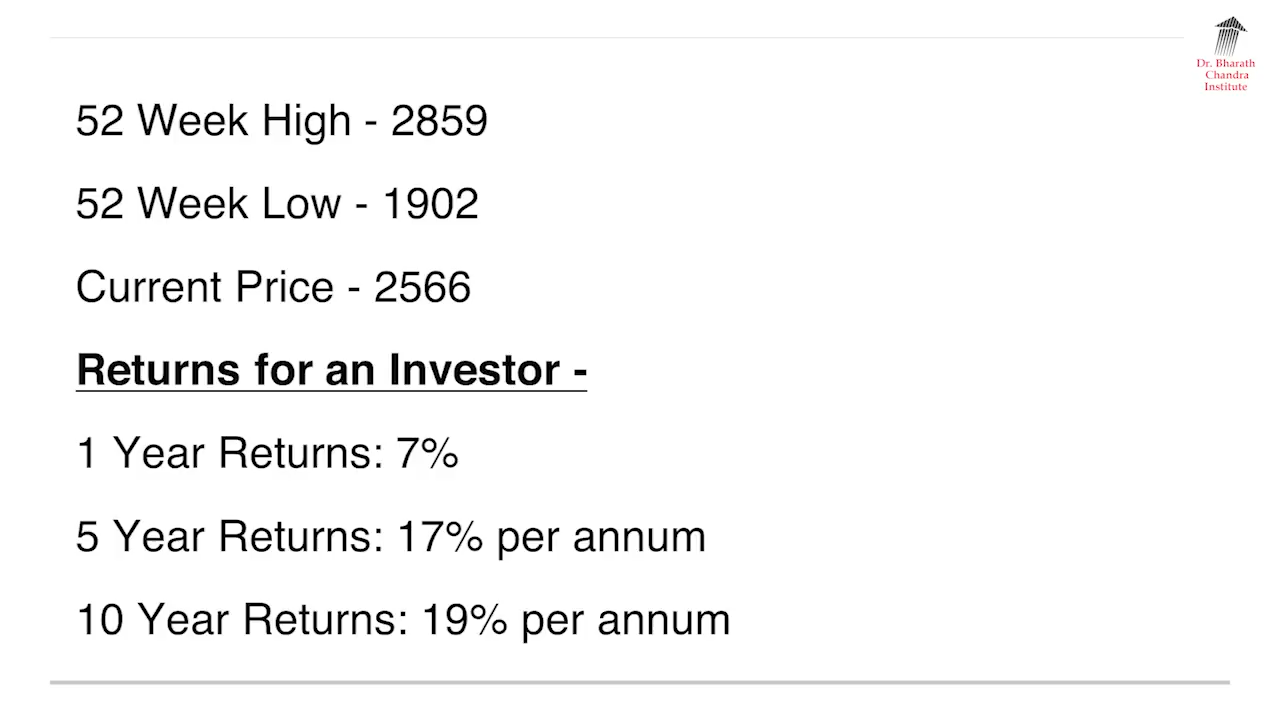 Dr. Bharath
Chandra
Institute
52 Week High - 2859
52 Week Low - 1902
Current Price - 2566
Returns for an Investor -
1 Year Returns: 7%
5 Year Returns: 17% per annum
10 Year Returns: 19% per annum